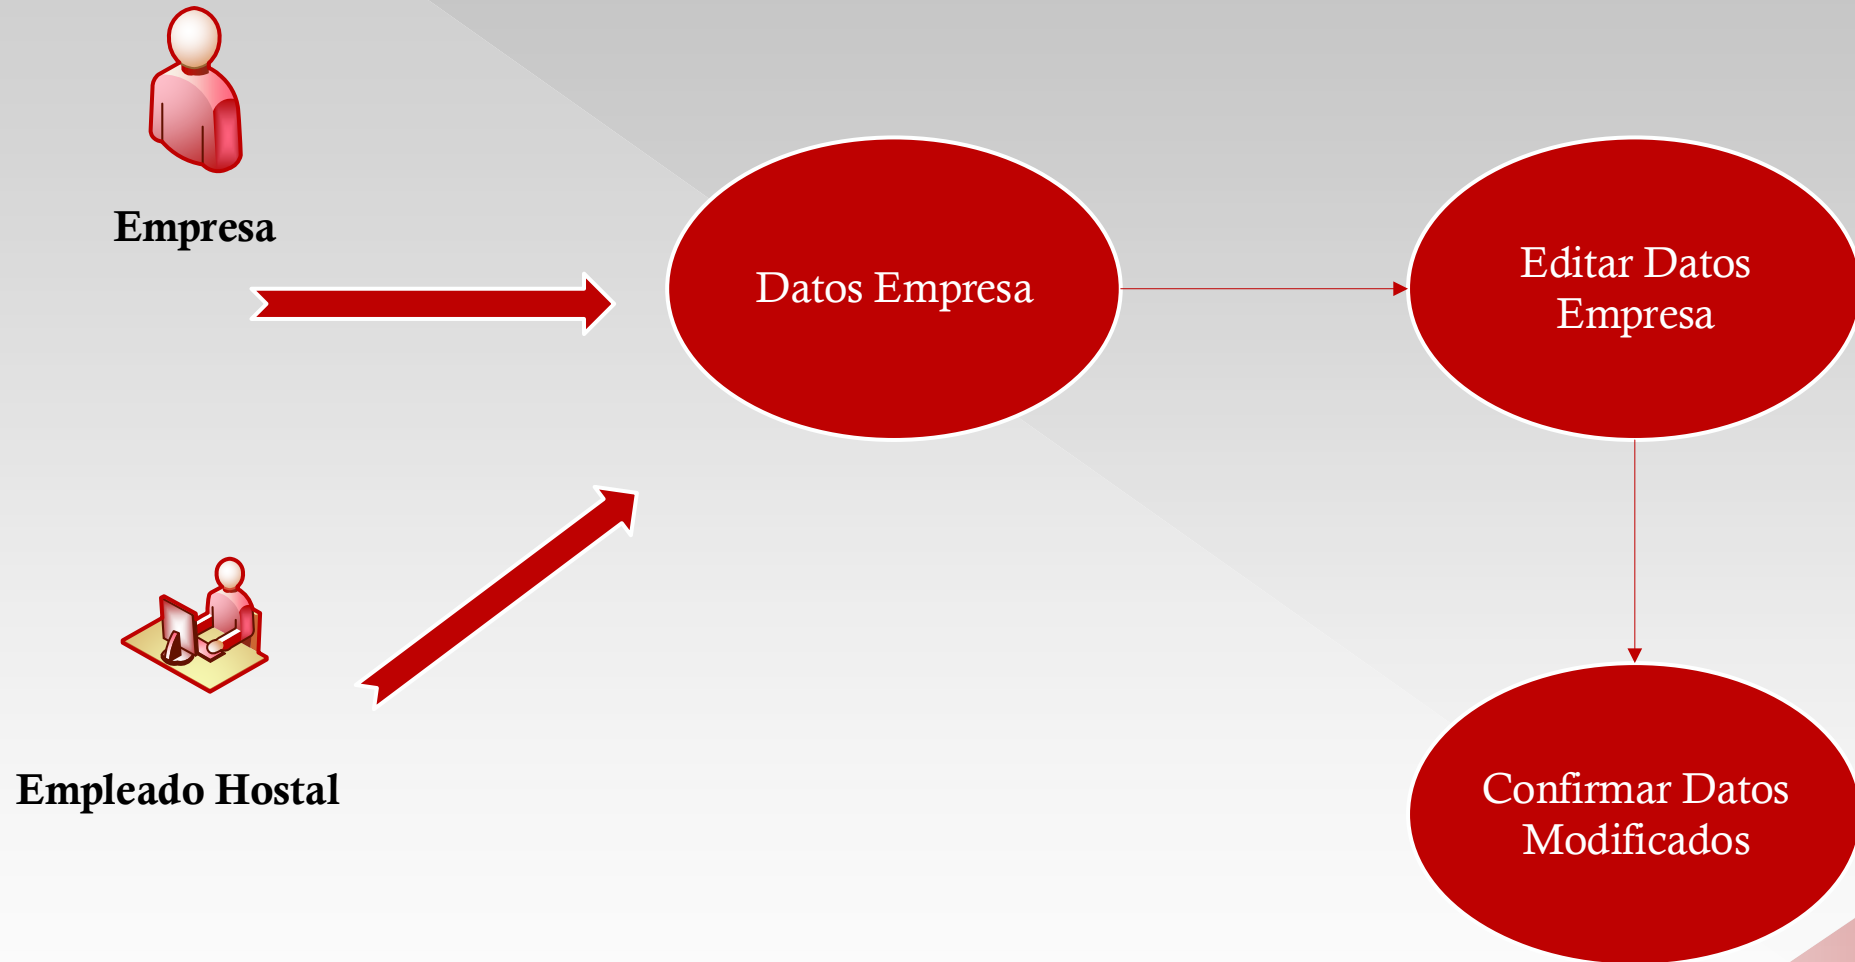 Empresa
Datos Empresa
Editar Datos
Empresa
Empleado Hostal
Confirmar Datos
Modificados